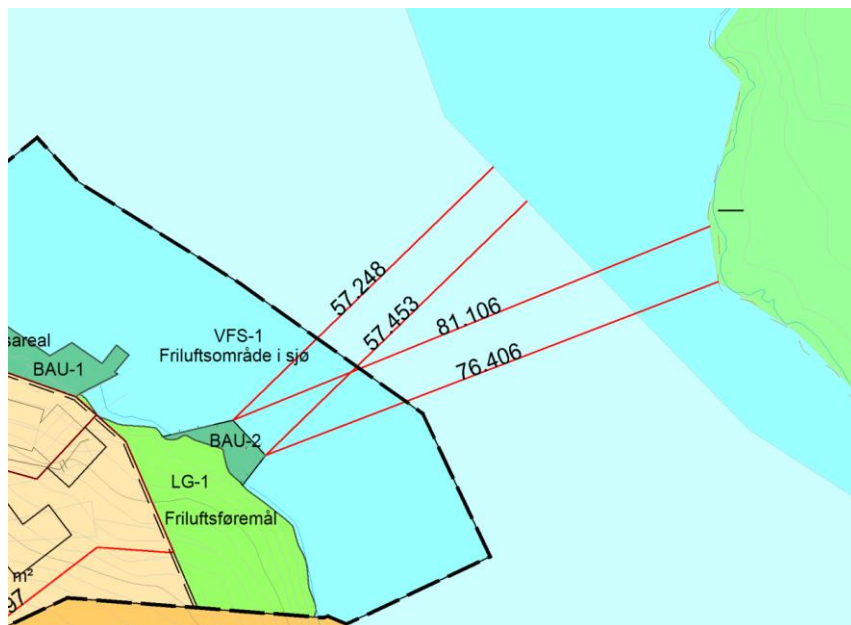 57.248
57.453
81.106
76.406
VFS-1
Friluftsområde i sjø
sareal
BAU-1
BAU-2
LG-1
Friluftsføremål
m²
97